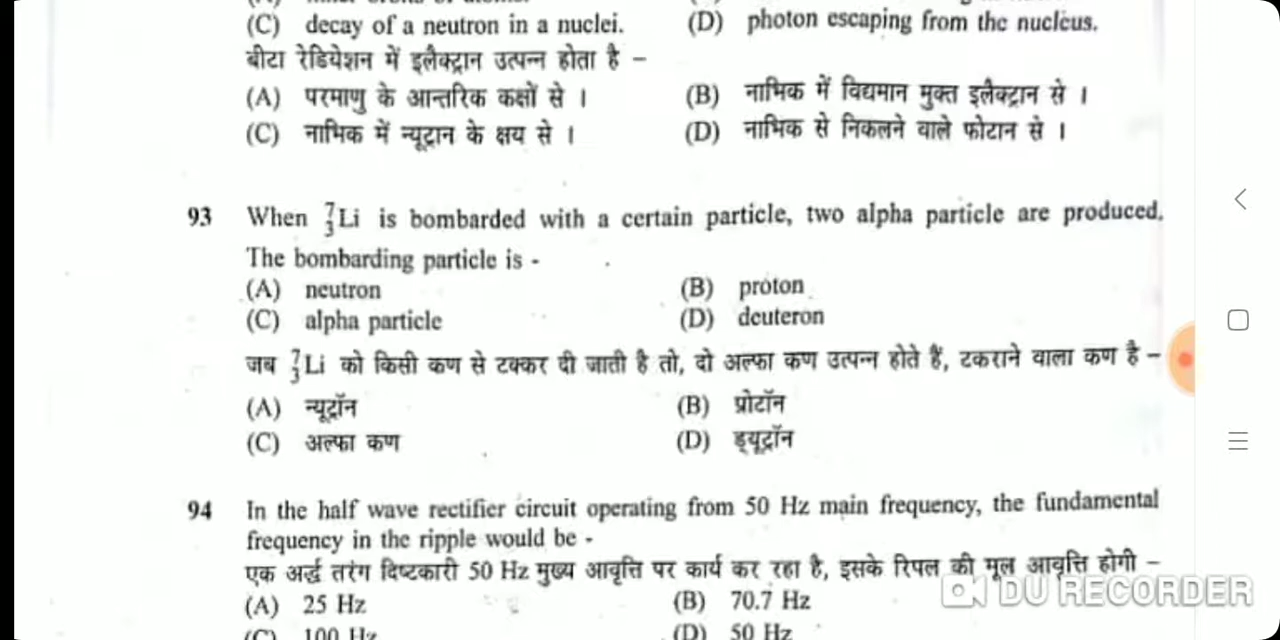 (C) decay of a neutron in a nuclei. (D) photon escaping from the nucleus.
बीटा रेडियेशन में इलैक्ट्रान उत्पन्न होता है –
(A) परमाणु के आन्तरिक कक्षों से । (B) नाभिक में विद्यमान मुक्त इलैक्ट्रान से ।
(C) नाभिक में न्यूट्रान के क्षय से । (D) नाभिक से निकलने वाले फोटान से ।
93 When ⁷₃Li is bombarded with a certain particle, two alpha particle are produced.
The bombarding particle is -
(A) neutron (B) proton
(C) alpha particle (D) deuteron
जब ⁷₃Li को किसी कण से टक्कर दी जाती है तो, दो अल्फा कण उत्पन्न होते हैं, टकराने वाला कण है –
(A) न्यूट्रॉन (B) प्रोटॉन
(C) अल्फा कण (D) ड्यूट्रॉन
94 In the half wave rectifier circuit operating from 50 Hz main frequency, the fundamental
frequency in the ripple would be -
एक अर्द्ध तरंग दिष्टकारी 50 Hz मुख्य आवृत्ति पर कार्य कर रहा है, इसके रिपल की मूल आवृत्ति होगी –
(A) 25 Hz (B) 70.7 Hz
(C) 100 Hz (D) 50 Hz
DU RECORDER